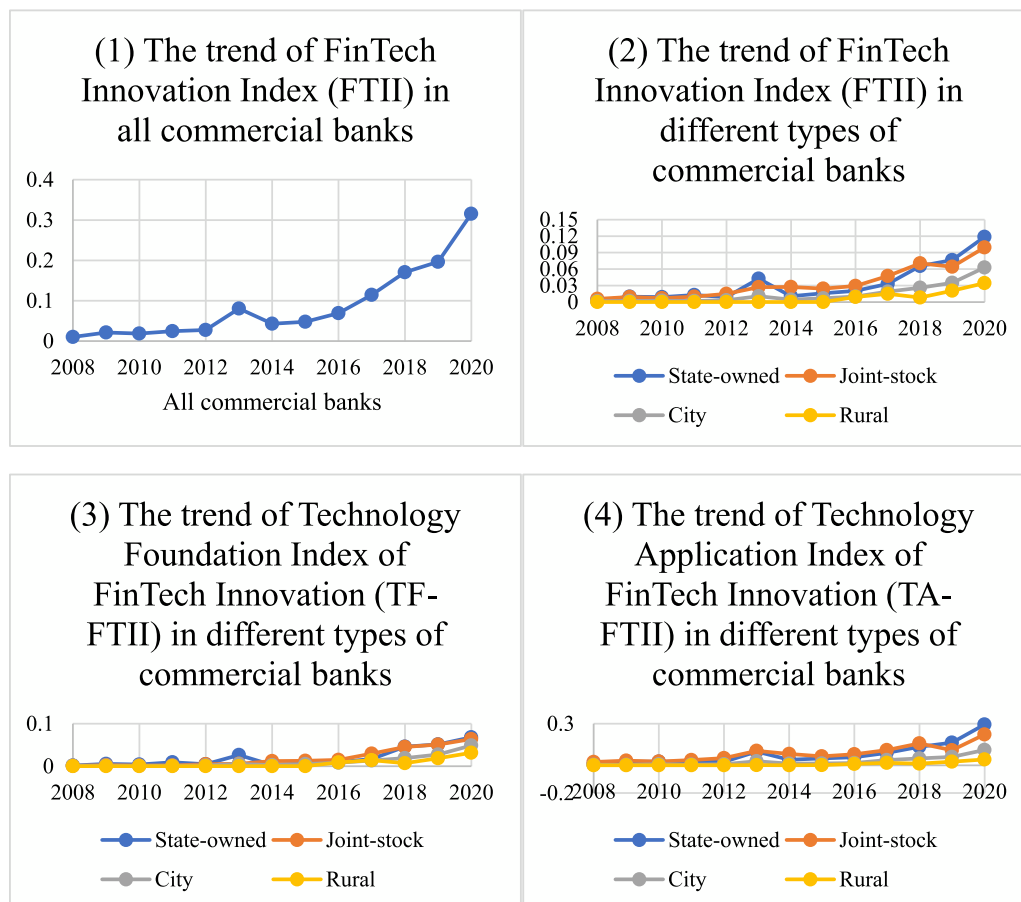 (1) The trend of FinTech
Innovation Index (FTII) in
all commercial banks
0.4
0.3
0.2
0.1
0
2008 2010 2012 2014 2016 2018 2020
All commercial banks
(2) The trend of FinTech
Innovation Index (FTII) in
different types of
commercial banks
0.15
0.12
0.09
0.06
0.03
0
2008 2010 2012 2014 2016 2018 2020
State-owned Joint-stock
City Rural
(3) The trend of Technology
Foundation Index of
FinTech Innovation (TF-
FTII) in different types of
commercial banks
0.1
0
2008 2010 2012 2014 2016 2018 2020
State-owned Joint-stock
City Rural
(4) The trend of Technology
Application Index of
FinTech Innovation (TA-
FTII) in different types of
commercial banks
0.3
-0.2
2008 2010 2012 2014 2016 2018 2020
State-owned Joint-stock
City Rural